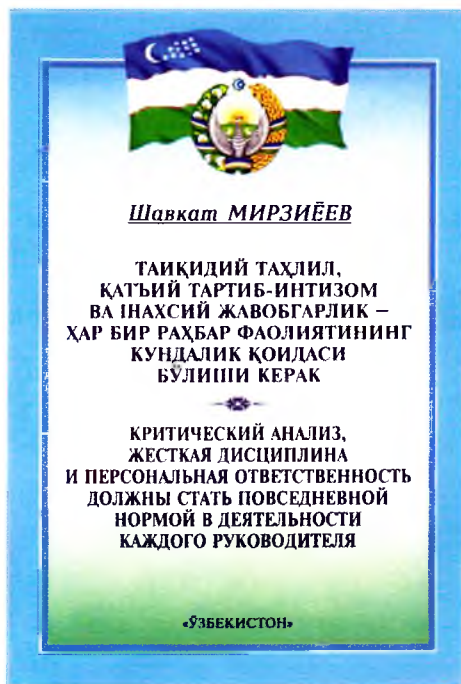 Шавкат МИРЗИЁЕВ
ТАНҚИДИЙ ТАҲЛИЛ,
ҚАТЪИЙ ТАРТИБ-ИНТИЗОМ
ВА ШАХСИЙ ЖАВОБГАРЛИК –
ҲАР БИР РАҲБАР ФАОЛИЯТИНИНГ
КУНДАЛИК ҚОИДАСИ
БЎЛИШИ КЕРАК
КРИТИЧЕСКИЙ АНАЛИЗ,
ЖЕСТКАЯ ДИСЦИПЛИНА
И ПЕРСОНАЛЬНАЯ ОТВЕТСТВЕННОСТЬ
ДОЛЖНЫ СТАТЬ ПОВСЕДНЕВНОЙ
НОРМОЙ В ДЕЯТЕЛЬНОСТИ
КАЖДОГО РУКОВОДИТЕЛЯ
«ЎЗБЕКИСТОН»